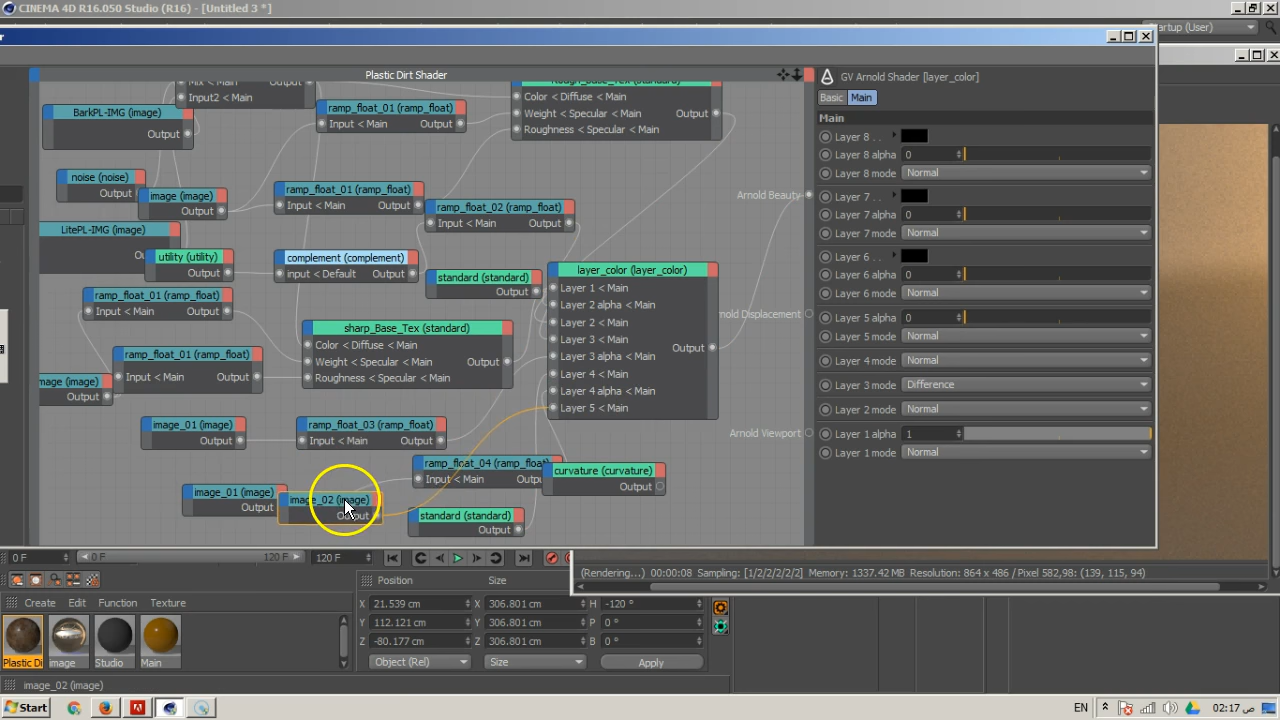 CINEMA 4D R16.050 Studio (R16) - [Untitled 3 *]
Startup (User)
Plastic Dirt Shader
GV Arnold Shader [layer_color]
Basic Main
Main
Layer 8 . .
Layer 8 alpha 0
Layer 8 mode Normal
Layer 7 . .
Layer 7 alpha 0
Layer 7 mode Normal
Layer 6 . .
Layer 6 alpha 0
Layer 6 mode Normal
Layer 5 alpha 0
Layer 5 mode Normal
Layer 4 mode Normal
Layer 3 mode Difference
Layer 2 mode Normal
Layer 1 alpha 1
Layer 1 mode Normal
Mix < Main
Input2 < Main
BarkPL-IMG (image)
Output
ramp_float_01 (ramp_float)
Input < Main Output
Rough_Base_Tex (standard)
Color < Diffuse < Main
Weight < Specular < Main Output
Roughness < Specular < Main
noise (noise)
Output
image (image)
Output
ramp_float_01 (ramp_float)
Input < Main Output
ramp_float_02 (ramp_float)
Input < Main Output
Arnold Beauty
LitePL-IMG (image)
utility (utility)
Output
complement (complement)
input < Default Output
standard (standard)
Output
layer_color (layer_color)
Layer 1 < Main
Layer 2 alpha < Main
Layer 2 < Main
Layer 3 < Main
Layer 3 alpha < Main
Layer 4 < Main
Layer 4 alpha < Main
Layer 5 < Main
Output
nold Displacement
ramp_float_01 (ramp_float)
Input < Main Output
sharp_Base_Tex (standard)
Color < Diffuse < Main
Weight < Specular < Main Output
Roughness < Specular < Main
ramp_float_01 (ramp_float)
Input < Main Output
mage (image)
Output
image_01 (image)
Output
ramp_float_03 (ramp_float)
Input < Main Output
Arnold Viewport
ramp_float_04 (ramp_float)
Input < Main Outpu
curvature (curvature)
Output
image_01 (image)
Output
image_02 (image)
Output
standard (standard)
Output
0 F 0 F 120 F 120 F
(Rendering...) 00:00:08 Sampling: [1/2/2/2/2/2] Memory: 1337.42 MB Resolution: 864 x 486 / Pixel 582,98: (139, 115, 94)
Create Edit Function Texture
Position Size
X 21.539 cm X 306.801 cm H -120 °
Y 112.121 cm Y 306.801 cm P 0 °
Z -80.177 cm Z 306.801 cm B 0 °
Object (Rel) Size Apply
Plastic Di image Studio Main
image_02 (image)
Start EN 02:17 ص